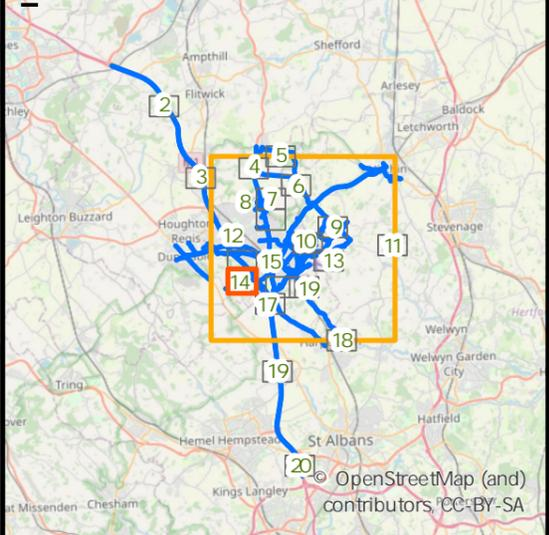 Ampthill
Shefford
Flitwick
Arlesey
Baldock
Letchworth
2
3
4
5
6
7
8
9
10
11
12
13
14
15
17
18
19
19
20
Leighton Buzzard
Houghton
Regis
Stevenage
Welwyn
Welwyn Garden
City
Tring
Hatfield
Hemel Hempstead
St Albans
Kings Langley
Chesham
at Missenden
© OpenStreetMap (and)
contributors, CC-BY-SA